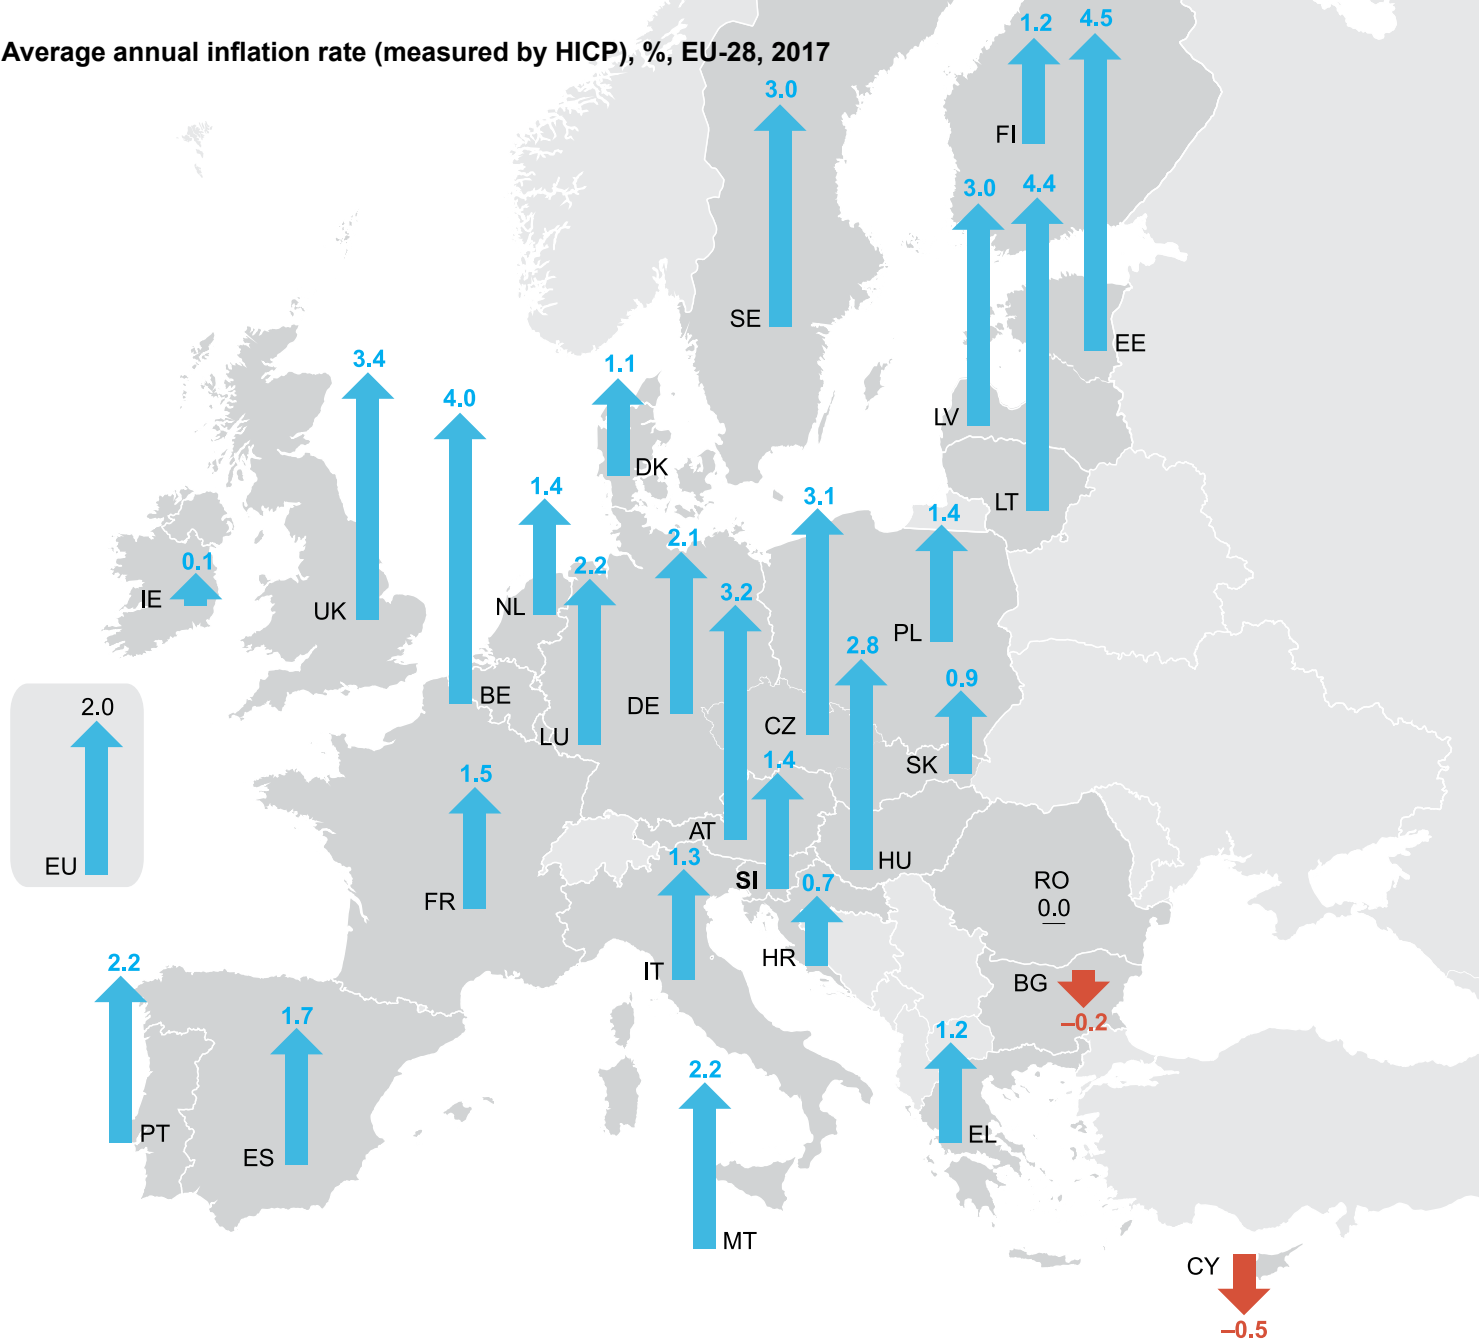 Average annual inflation rate (measured by HICP), %, EU-28, 2017
1.2
4.5
3.0
FI
3.0
4.4
SE
EE
3.4
1.1
4.0
LV
DK
1.4
3.1
LT
1.4
0.1
2.1
2.2
IE
UK
NL
3.2
PL
2.8
0.9
2.0
BE
DE
CZ
LU
1.4
SK
1.5
EU
AT
1.3
HU
SI
0.7
RO
0.0
FR
HR
IT
2.2
BG
–0.2
1.7
1.2
2.2
PT
EL
ES
MT
CY
–0.5